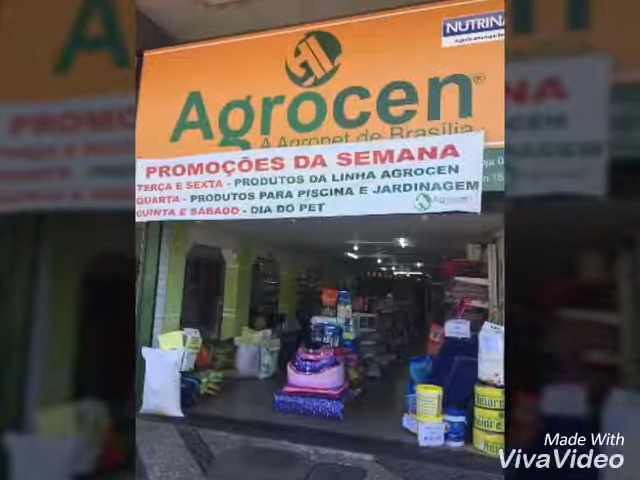 NUTRINA
Agrocen®
A Agropet de Brasília
PROMOÇÕES DA SEMANA
TERÇA E SEXTA - PRODUTOS DA LINHA AGROCEN
QUARTA - PRODUTOS PARA PISCINA E JARDINAGEM
QUINTA E SÁBADO - DIA DO PET
Agrocen
Made With
VivaVideo